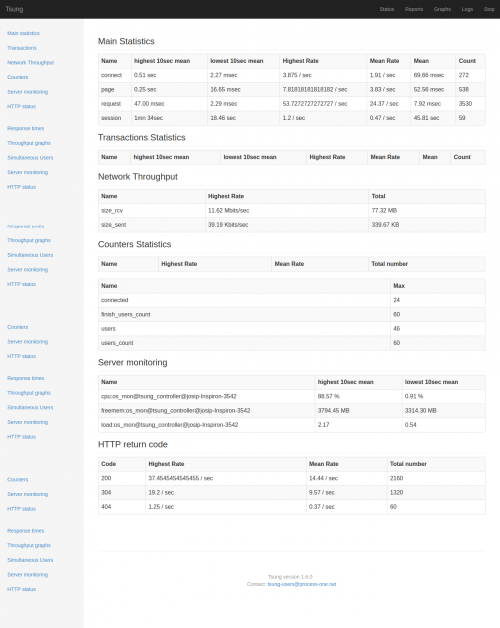 Tsung Status Reports Graphs Logs Stop
Main statistics
Transactions
Network Throughput
Counters
Server monitoring
HTTP status
Response times
Throughput graphs
Simultaneous Users
Server monitoring
HTTP status
Throughput graphs
Simultaneous Users
Server monitoring
HTTP status
Counters
Server monitoring
HTTP status
Response times
Throughput graphs
Simultaneous Users
Server monitoring
HTTP status
Counters
Server monitoring
HTTP status
Response times
Throughput graphs
Simultaneous Users
Server monitoring
HTTP status
Main Statistics
Name highest 10sec mean lowest 10sec mean Highest Rate Mean Rate Mean Count
connect 0.51 sec 2.27 msec 3.875 / sec 1.91 / sec 69.66 msec 272
page 0.25 sec 16.65 msec 7.81818181818182 / sec 3.83 / sec 52.56 msec 538
request 47.00 msec 2.29 msec 53.7272727272727 / sec 24.37 / sec 7.92 msec 3530
session 1mn 34sec 18.46 sec 1.2 / sec 0.47 / sec 45.81 sec 59
Transactions Statistics
Name highest 10sec mean lowest 10sec mean Highest Rate Mean Rate Mean Count
Network Throughput
Name Highest Rate Total
size_rcv 11.62 Mbits/sec 77.32 MB
size_sent 39.19 Kbits/sec 339.67 KB
Counters Statistics
Name Highest Rate Mean Rate Total number
Name Max
connected 24
finish_users_count 60
users 46
users_count 60
Server monitoring
Name highest 10sec mean lowest 10sec mean
cpu:os_mon@tsung_controller@josip-Inspiron-3542 88.57 % 0.91 %
freemem:os_mon@tsung_controller@josip-Inspiron-3542 3794.45 MB 3314.30 MB
load:os_mon@tsung_controller@josip-Inspiron-3542 2.17 0.54
HTTP return code
Code Highest Rate Mean Rate Total number
200 37.4545454545455 / sec 14.44 / sec 2160
304 19.2 / sec 9.57 / sec 1320
404 1.25 / sec 0.37 / sec 60
Tsung version 1.6.0
Contact: tsung-users@process-one.net